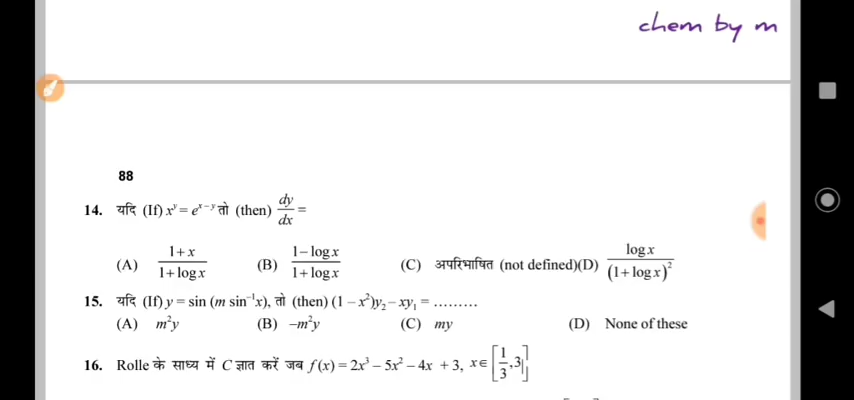 chem by m
88
14. यदि (If) x^y = e^{x-y} तो (then) dy/dx =
(A) 1+x/1+log x (B) 1−log x/1+log x (C) अपरिभाषित (not defined)(D) log x/(1+log x)^2
15. यदि (If) y = sin (m sin^{-1}x), तो (then) (1 – x^2)y_2 – xy_1 = .........
(A) m^2y (B) –m^2y (C) my (D) None of these
16. Rolle के साध्य में C ज्ञात करें जब f(x) = 2x^3 – 5x^2 – 4x + 3, x∈[1/3,3]